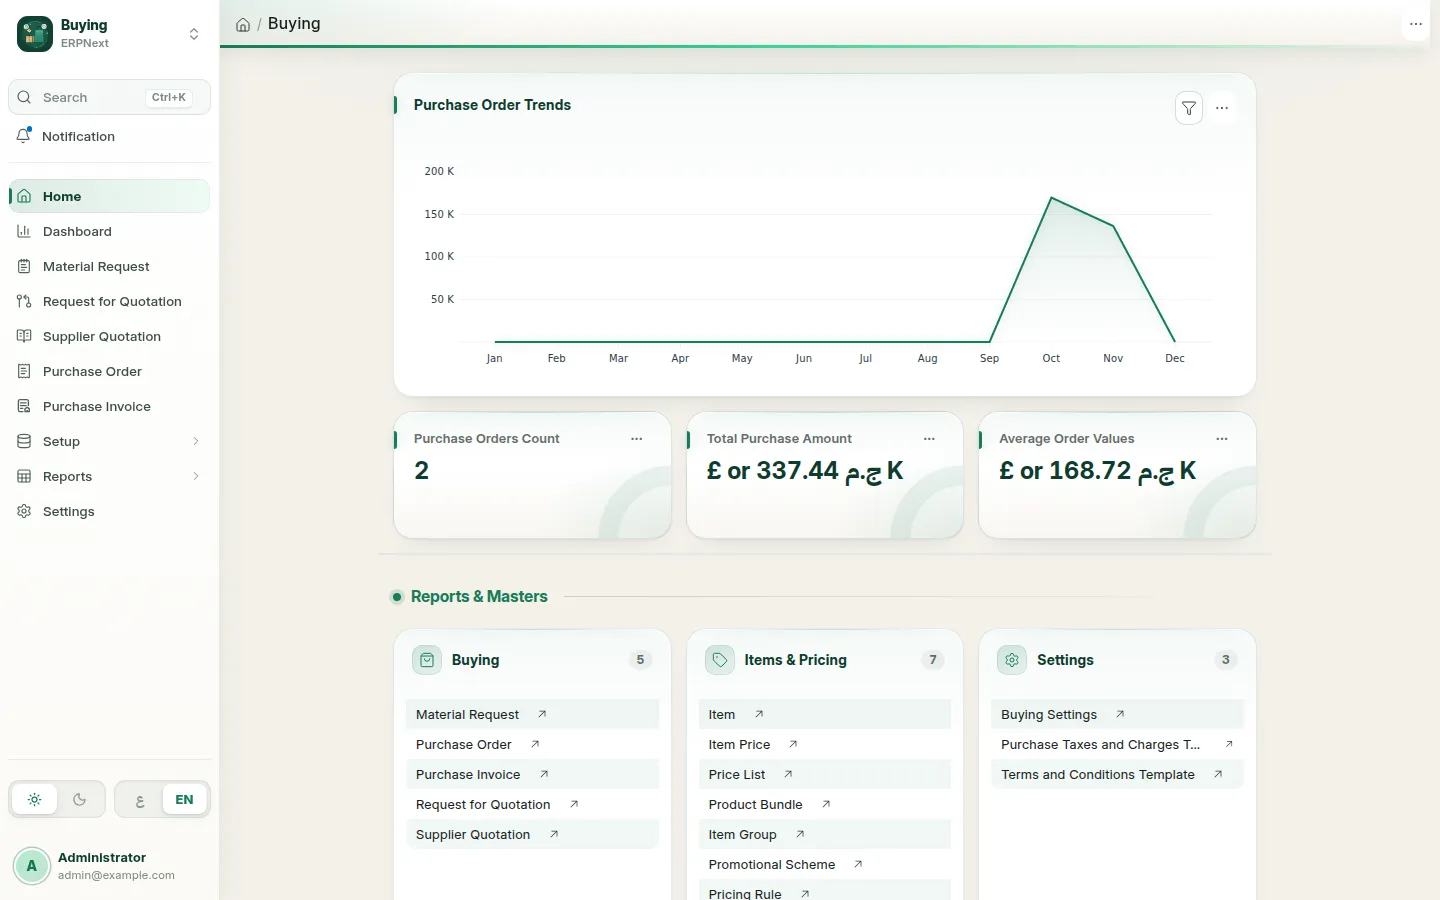 Buying
ERPNext
Search
Ctrl+K
Notification
Home
Dashboard
Material Request
Request for Quotation
Supplier Quotation
Purchase Order
Purchase Invoice
Setup
Reports
Settings
ع
EN
A
Administrator
admin@example.com
/ Buying
Purchase Order Trends
200 K
150 K
100 K
50 K
Jan Feb Mar Apr May Jun Jul Aug Sep Oct Nov Dec
Purchase Orders Count
2
Total Purchase Amount
£ or 337.44 ج.م K
Average Order Values
£ or 168.72 ج.م K
Reports & Masters
Buying 5
Material Request
Purchase Order
Purchase Invoice
Request for Quotation
Supplier Quotation
Items & Pricing 7
Item
Item Price
Price List
Product Bundle
Item Group
Promotional Scheme
Pricing Rule
Settings 3
Buying Settings
Purchase Taxes and Charges T...
Terms and Conditions Template